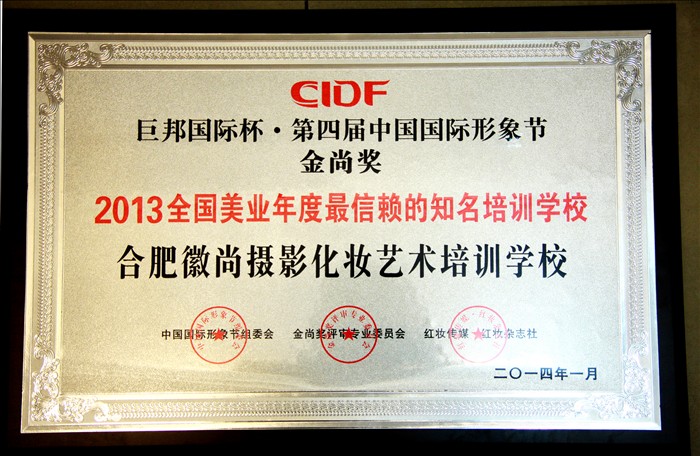 CIDF
巨邦国际杯·第四届中国国际形象节
金尚奖
2013全国美业年度最信赖的知名培训学校
合肥徽尚摄影化妆艺术培训学校
中国国际形象节组委会 金尚奖评审专业委员会 红妆传媒·红妆杂志社
二〇一四年一月